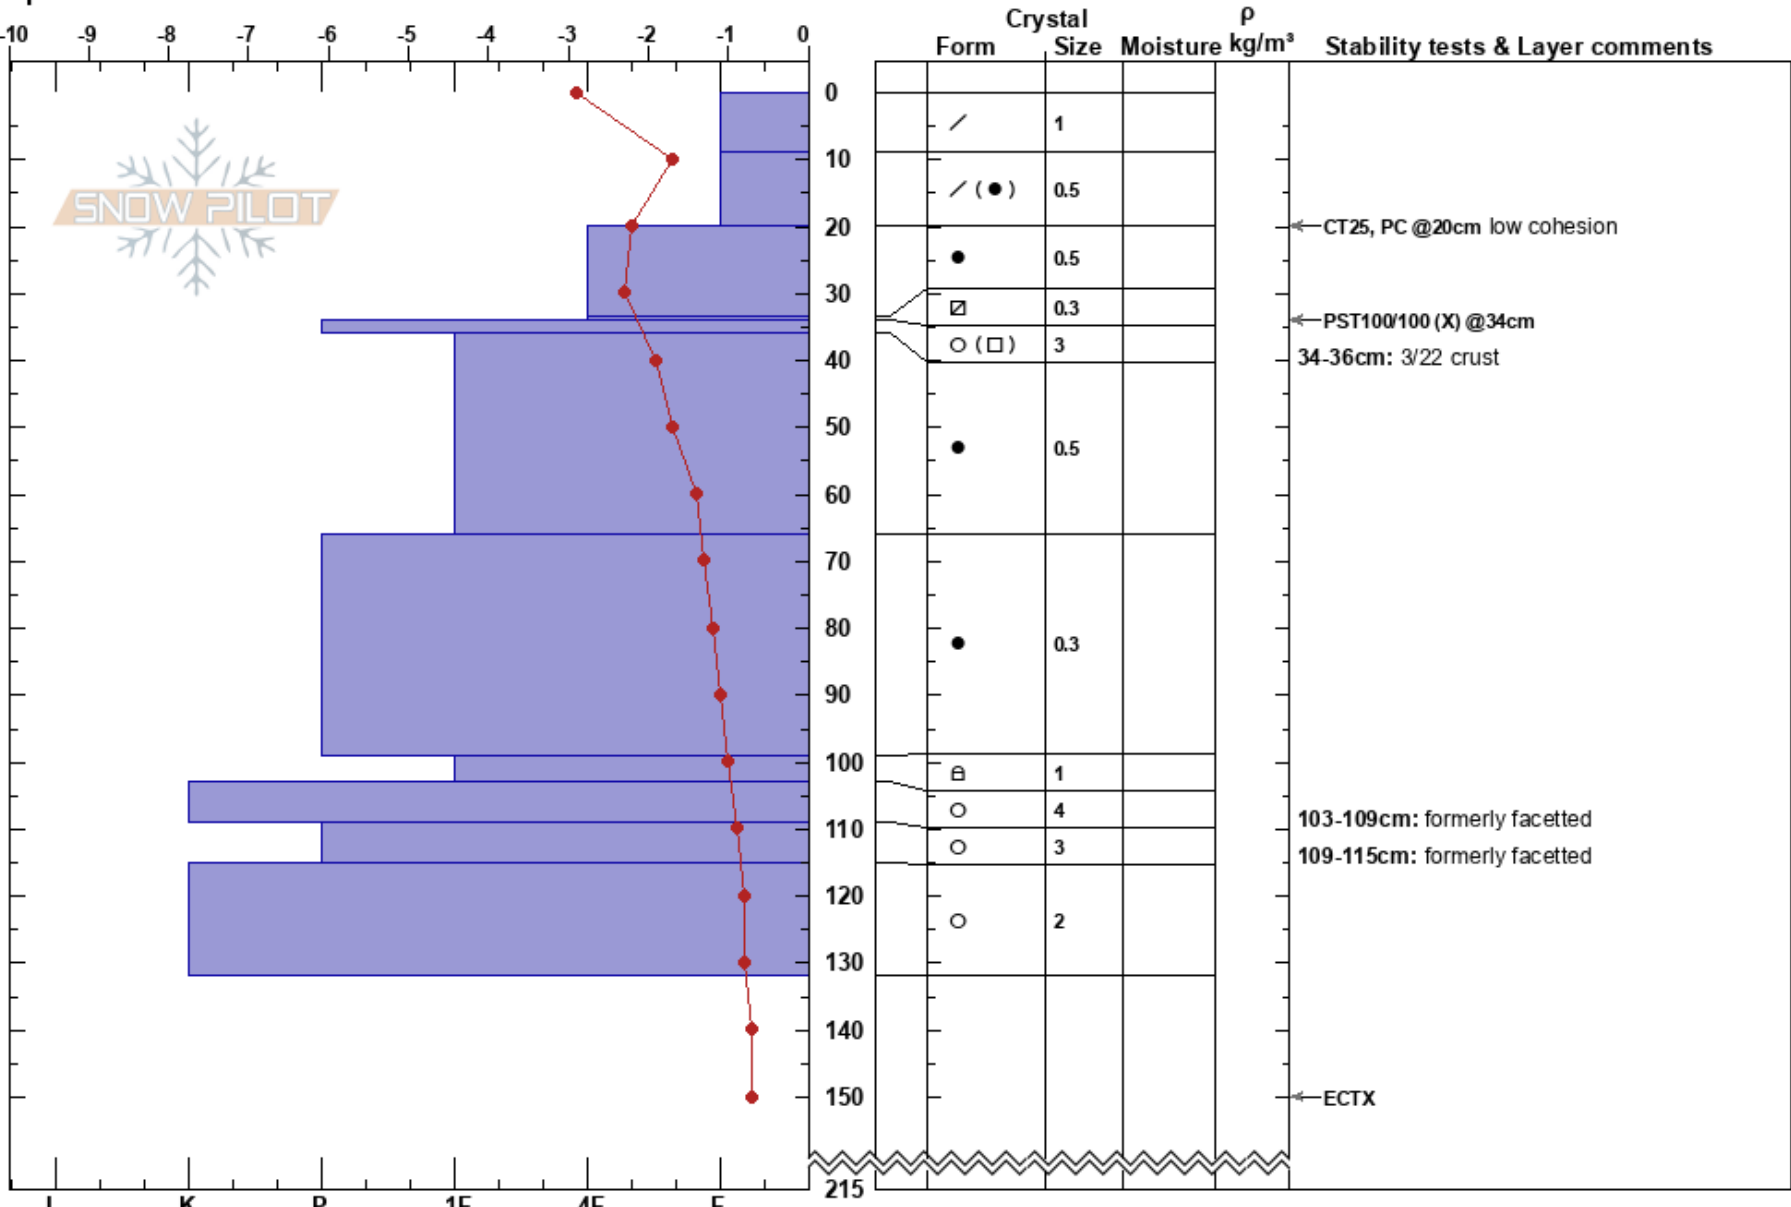 -10 -9 -8 -7 -6 -5 -4 -3 -2 -1 0
Crystal
ρ
Form Size Moisture kg/m³ Stability tests & Layer comments
0
1
10
( ) 0.5
SNOW PILOT
20
CT25, PC @20cm low cohesion
0.5
30
0.3
PST100/100 (X) @34cm
( ) 3
40
34-36cm: 3/22 crust
50
0.5
60
70
80
0.3
90
100
1
4
103-109cm: formerly facetted
110
3
109-115cm: formerly facetted
120
2
130
140
150
ECTX
215
I K P 1F 4F F